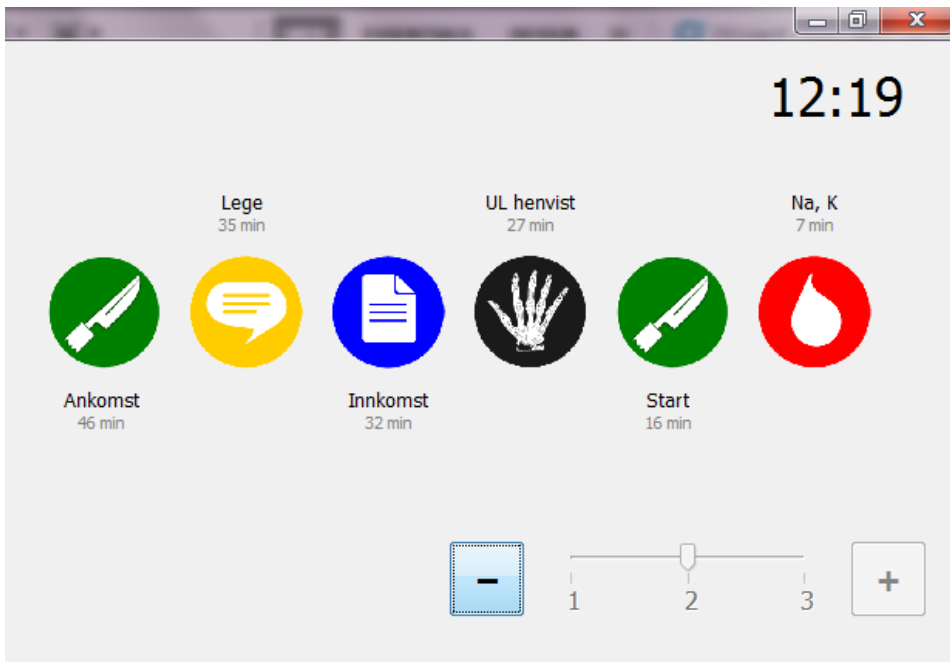 12:19
Lege
35 min
UL henvist
27 min
Na, K
7 min
Ankomst
46 min
Innkomst
32 min
Start
16 min
1
2
3